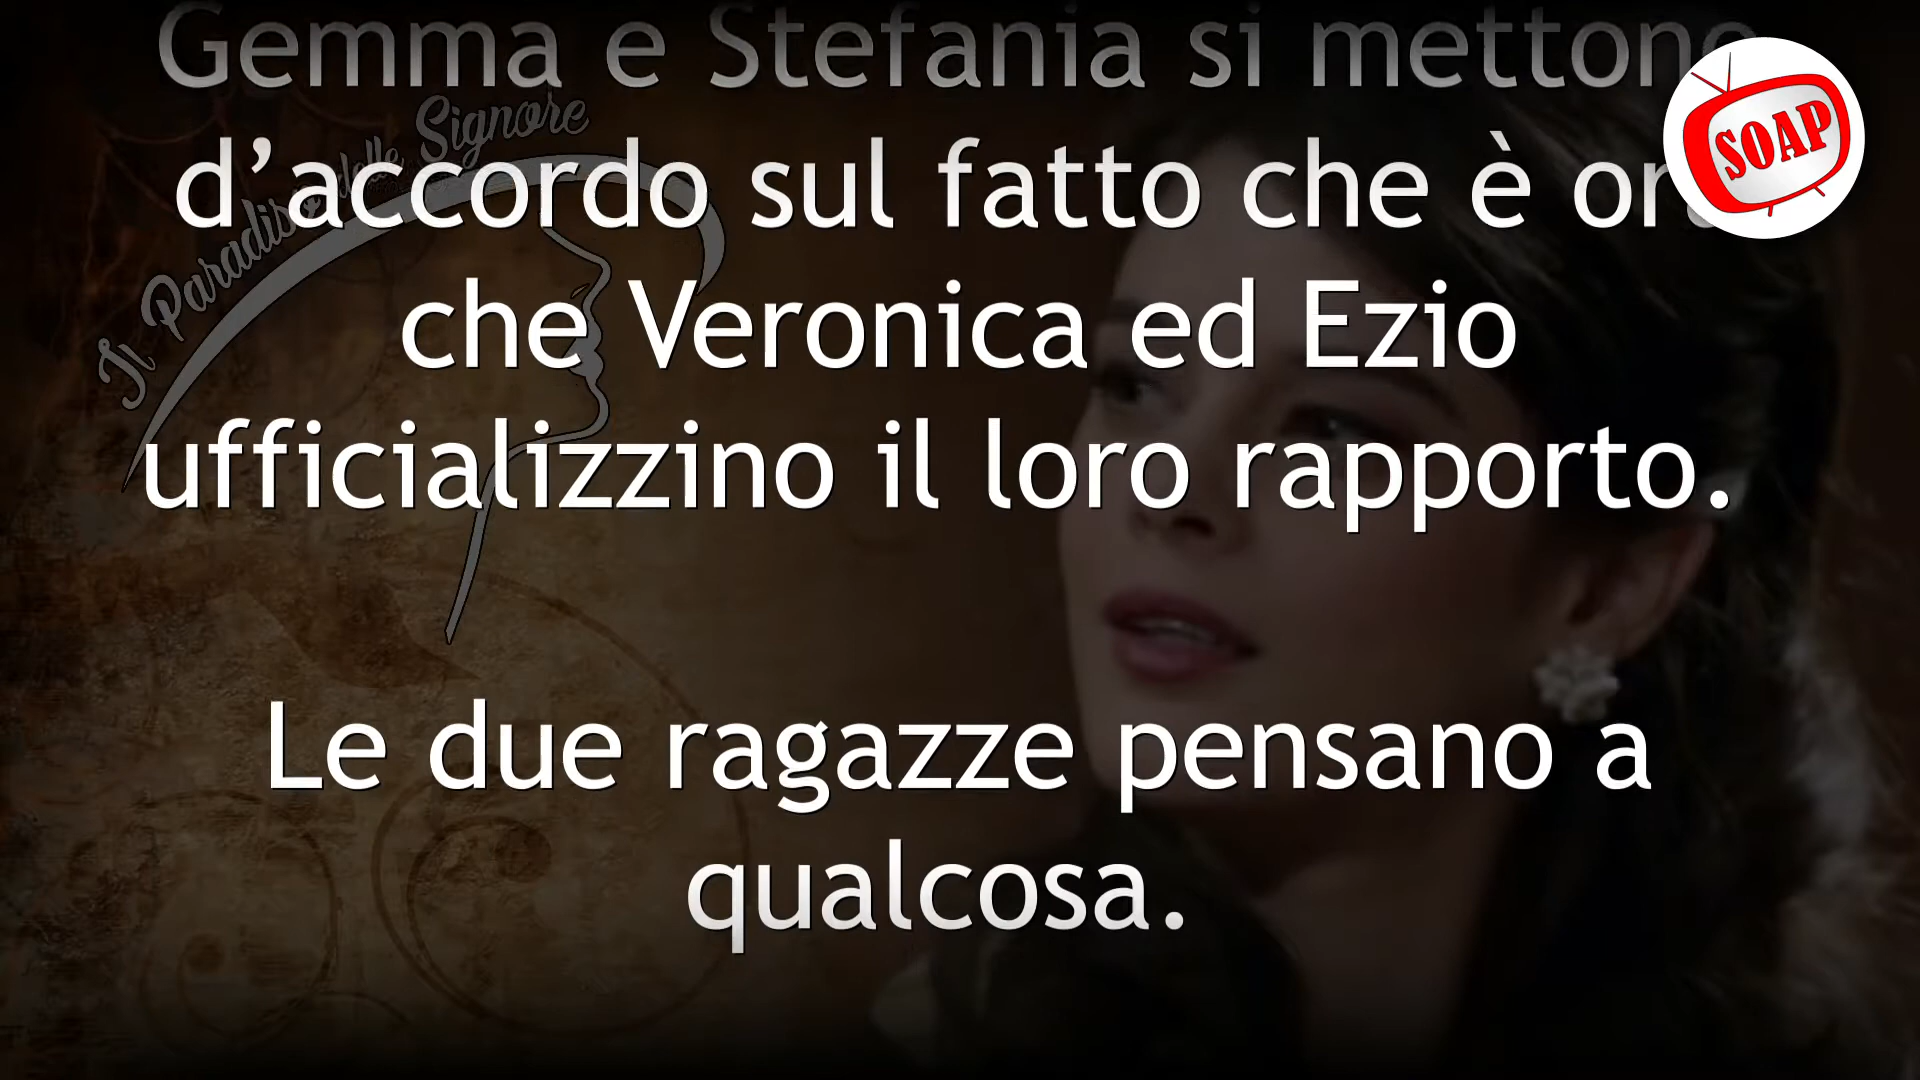 Gemma e Stefania si mettono
d’accordo sul fatto che è ora
che Veronica ed Ezio
ufficializzino il loro rapporto.
Le due ragazze pensano a
qualcosa.
Il Paradiso delle Signore
SOAP